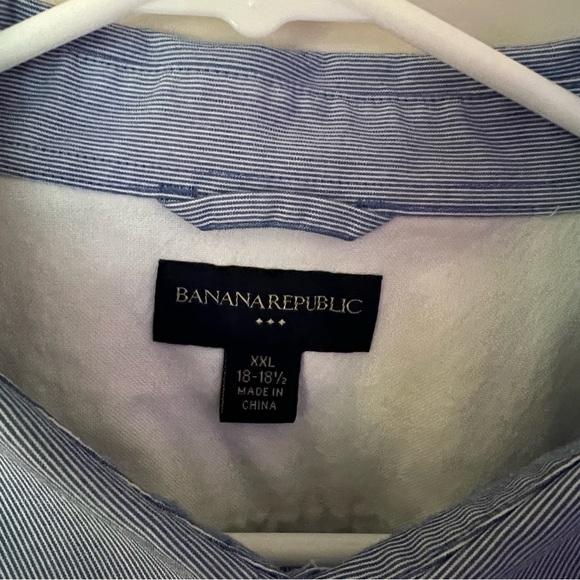 BANANA REPUBLIC
XXL
18-18½
MADE IN
CHINA